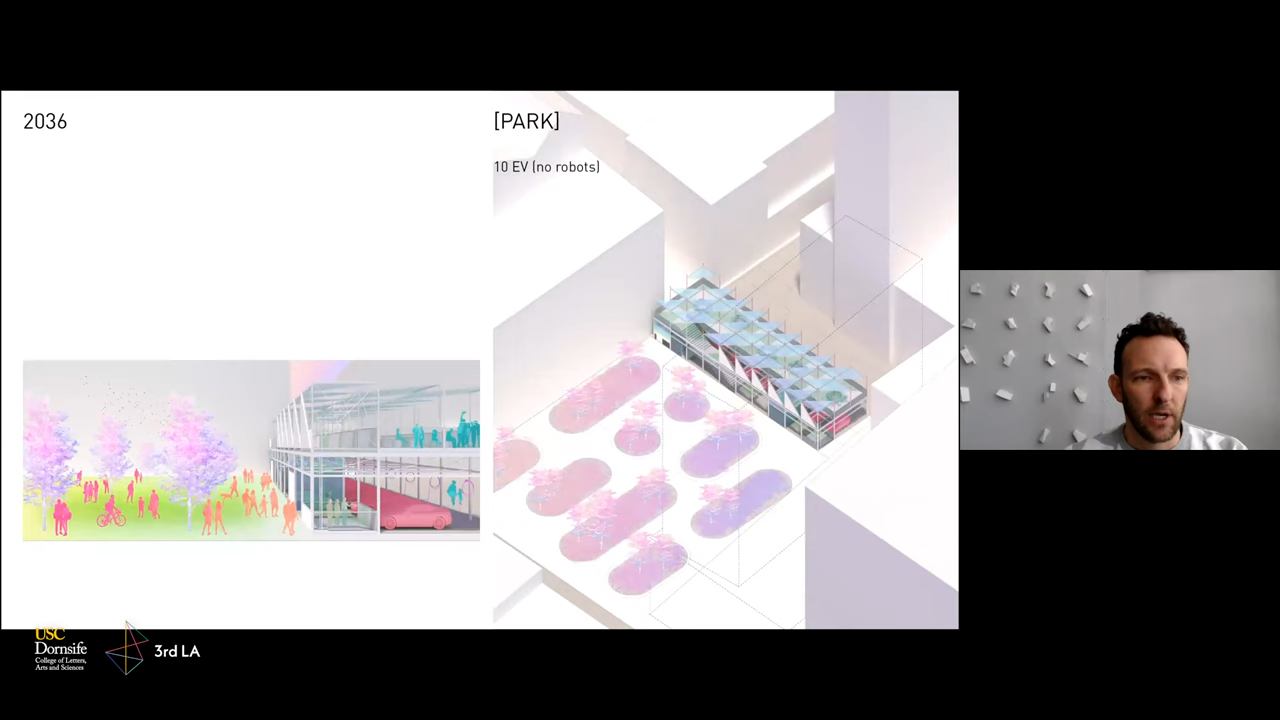 2036
[PARK]
10 EV (no robots)
USC
Dornsife
College of Letters,
Arts and Sciences
3rd LA